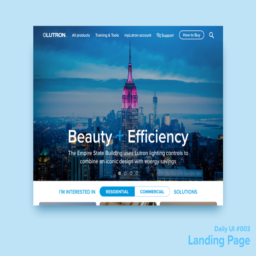 LUTRON.
All products
Training & Tools
myLutron account
Support
How to Buy
Beauty + Efficiency
The Empire State Building uses Lutron lighting controls to
combine an iconic design with energy savings
I'M INTERESTED IN
RESIDENTIAL
COMMERCIAL
SOLUTIONS
Daily UI #003
Landing Page